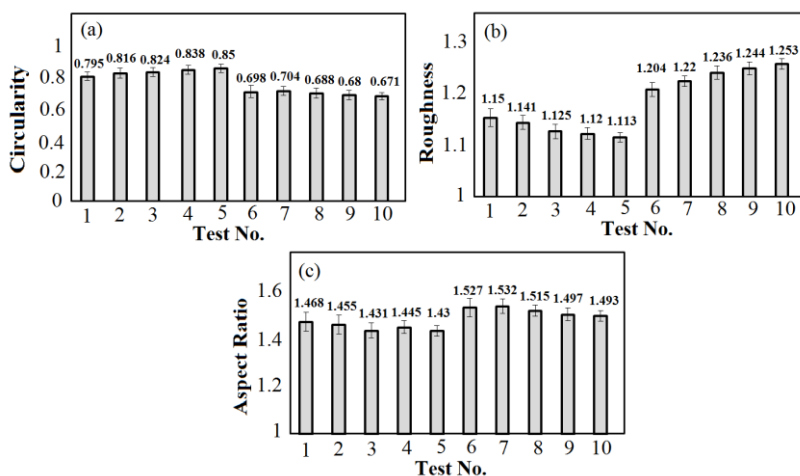 (a)
Circularity
1
0.8
0.6
0.4
0.2
0
0.795 0.816 0.824 0.838 0.85 0.698 0.704 0.688 0.68 0.671
1 2 3 4 5 6 7 8 9 10
Test No.
(b)
Roughness
1.3
1.2
1.1
1
1.15 1.141 1.125 1.12 1.113 1.204 1.22 1.236 1.244 1.253
1 2 3 4 5 6 7 8 9 10
Test No.
(c)
Aspect Ratio
1.6
1.4
1.2
1
1.468 1.455 1.431 1.445 1.43 1.527 1.532 1.515 1.497 1.493
1 2 3 4 5 6 7 8 9 10
Test No.